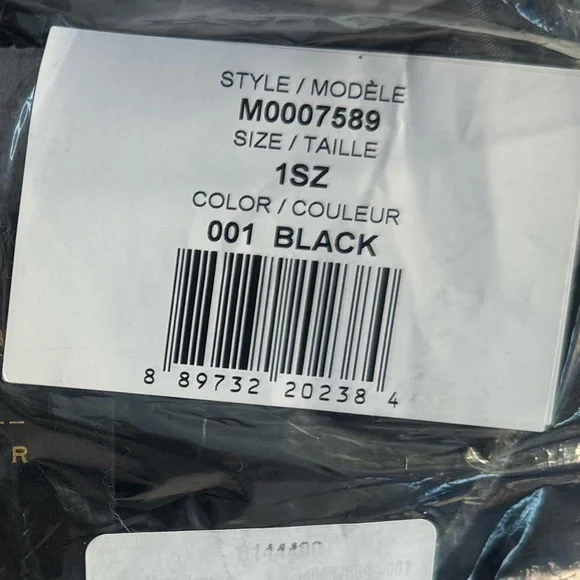 STYLE / MODÈLE
M0007589
SIZE / TAILLE
1SZ
COLOR / COULEUR
001 BLACK
8 89732 20238 4
R